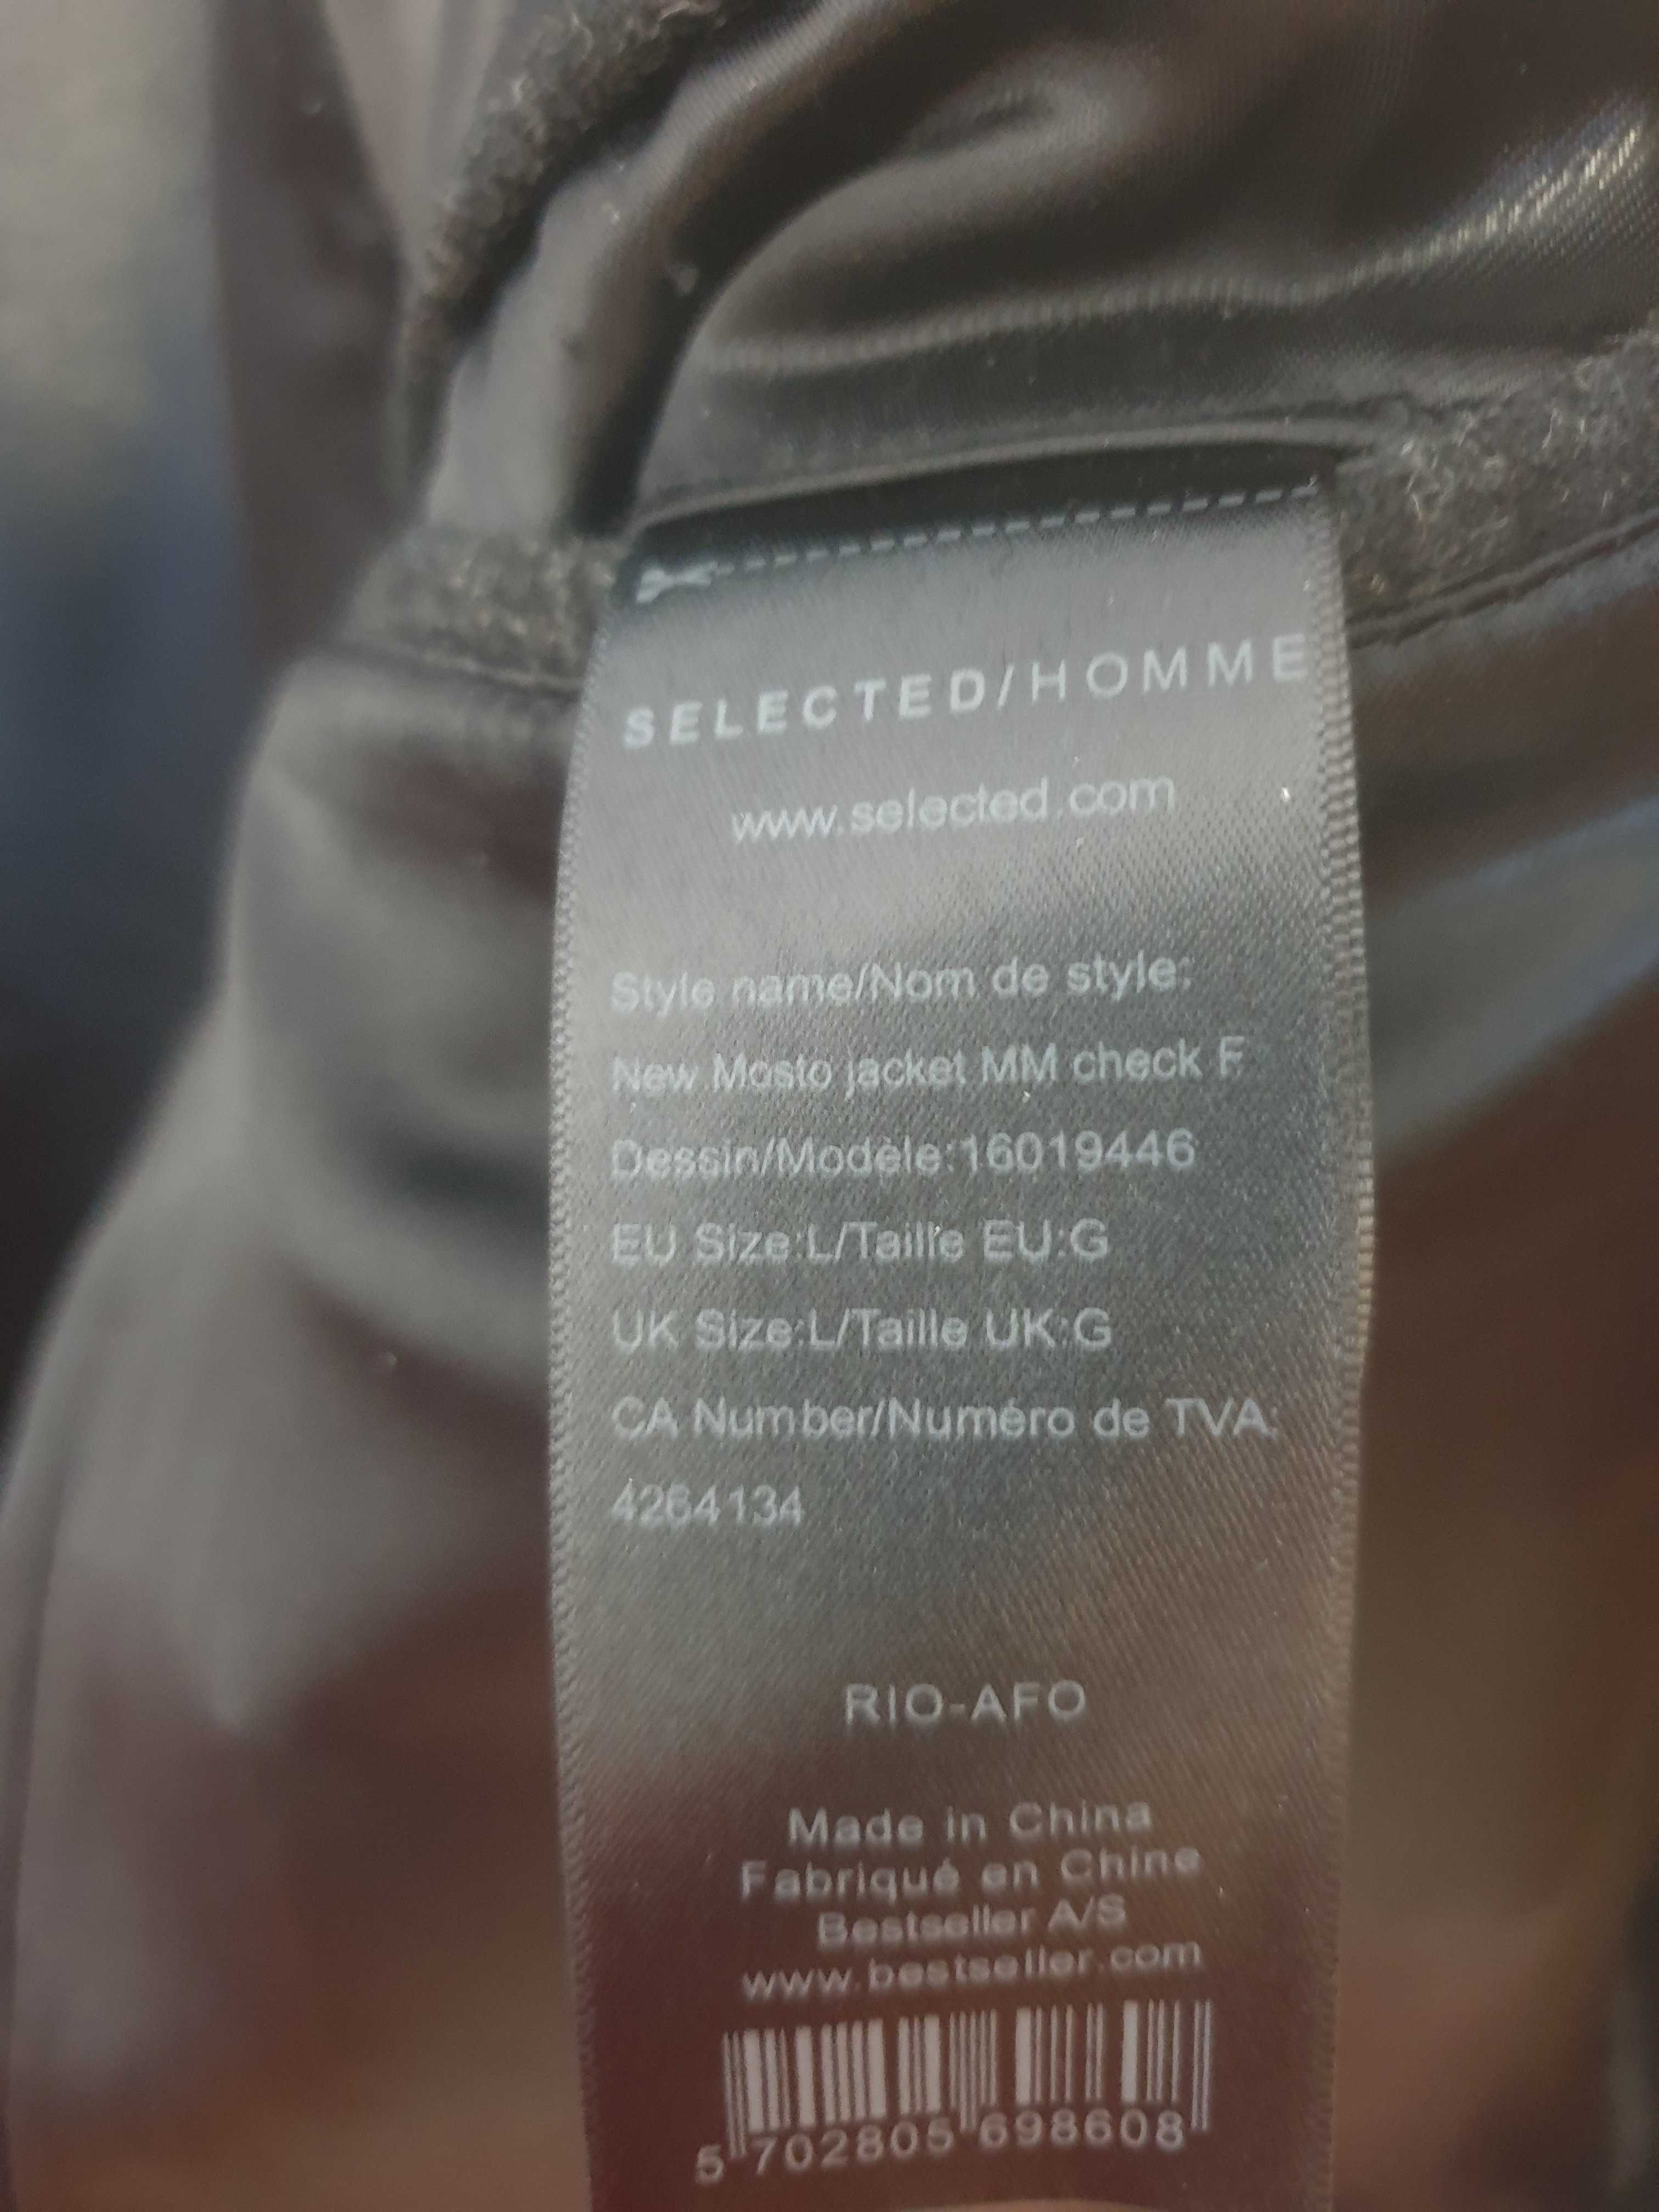 SELECTED/HOMME
www.selected.com
Style name/Nom de style:
New Mosto jacket MM check F
Dessin/Modèle:16019446
EU Size:L/Taille EU:G
UK Size:L/Taille UK:G
CA Number/Numéro de TVA:
4264134
RIO-AFO
Made in China
Fabriqué en Chine
Bestseller A/S
www.bestseller.com
5 702805 698608